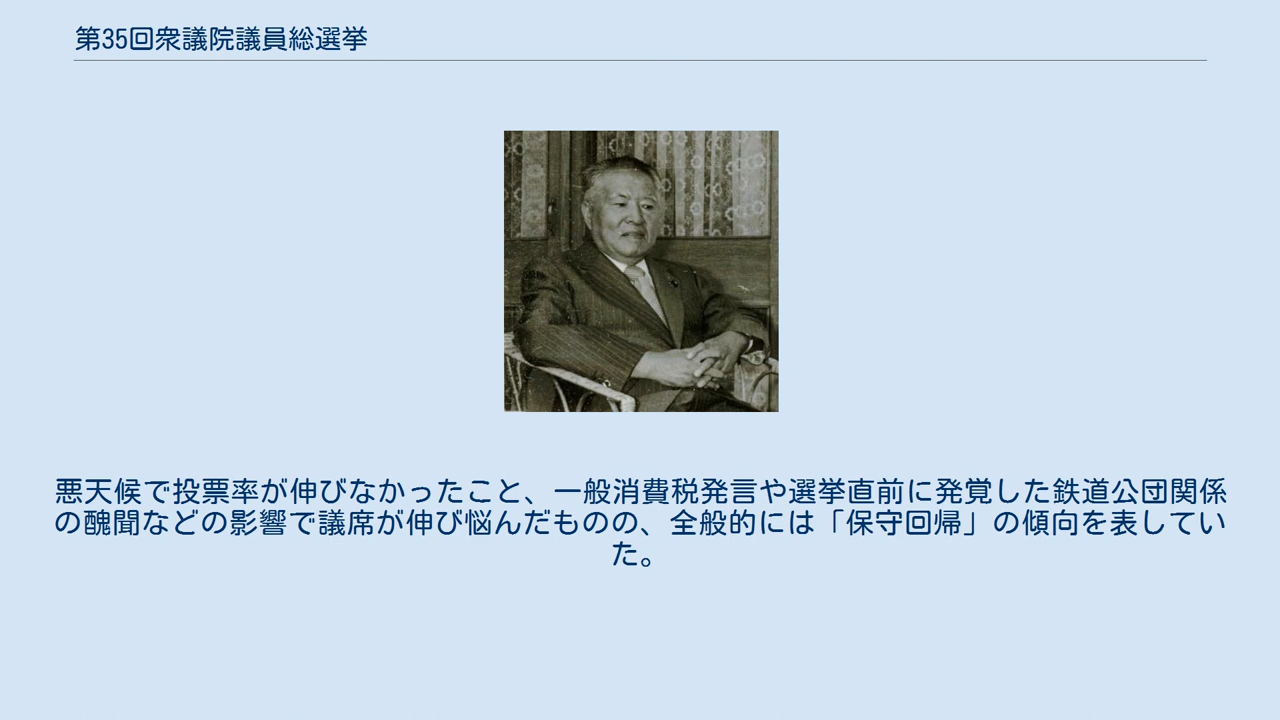 第35回衆議院議員総選挙
悪天候で投票率が伸びなかったこと、一般消費税発言や選挙直前に発覚した鉄道公団関係
の醜聞などの影響で議席が伸び悩んだものの、全般的には「保守回帰」の傾向を表してい
た。